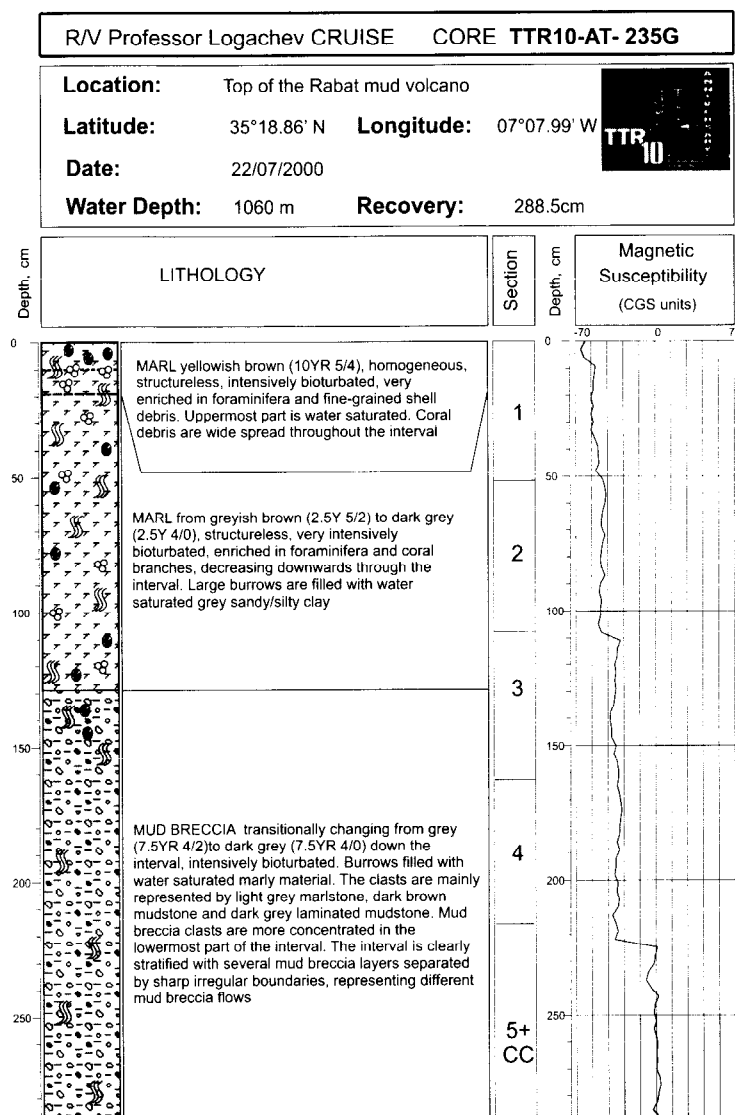 R/V Professor Logachev CRUISE CORE TTR10-AT- 235G
Location: Top of the Rabat mud volcano
Latitude: 35°18.86' N Longitude: 07°07.99' W
TTR
10
Date: 22/07/2000
Water Depth: 1060 m Recovery: 288.5cm
Depth, cm
LITHOLOGY
Section
Depth, cm
Magnetic
Susceptibility
(CGS units)
-70 0 7
0
50
100
150
200
250
MARL yellowish brown (10YR 5/4), homogeneous,
structureless, intensively bioturbated, very
enriched in foraminifera and fine-grained shell
debris. Uppermost part is water saturated. Coral
debris are wide spread throughout the interval
MARL from greyish brown (2.5Y 5/2) to dark grey
(2.5Y 4/0), structureless, very intensively
bioturbated, enriched in foraminifera and coral
branches, decreasing downwards through the
interval. Large burrows are filled with water
saturated grey sandy/silty clay
MUD BRECCIA transitionally changing from grey
(7.5YR 4/2)to dark grey (7.5YR 4/0) down the
interval, intensively bioturbated. Burrows filled with
water saturated marly material. The clasts are mainly
represented by light grey marlstone, dark brown
mudstone and dark grey laminated mudstone. Mud
breccia clasts are more concentrated in the
lowermost part of the interval. The interval is clearly
stratified with several mud breccia layers separated
by sharp irregular boundaries, representing different
mud breccia flows
1
2
3
4
5+
CC
0
50
100
150
200
250